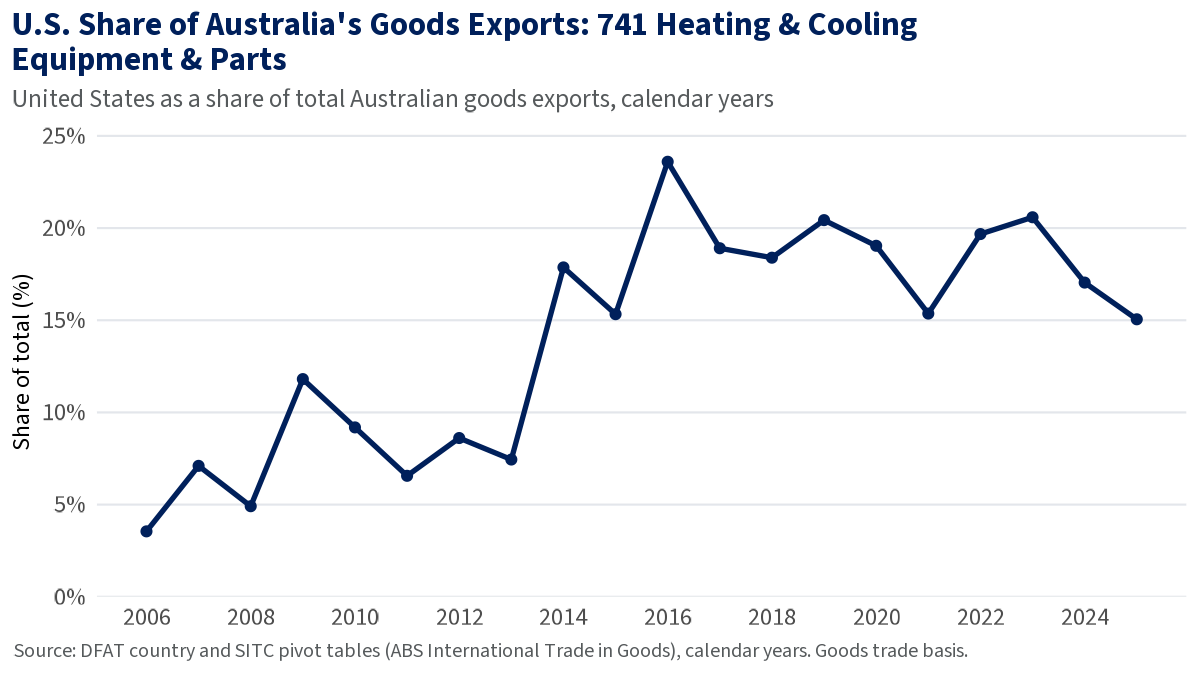 U.S. Share of Australia's Goods Exports: 741 Heating & Cooling
Equipment & Parts
United States as a share of total Australian goods exports, calendar years
Share of total (%)
25%
20%
15%
10%
5%
0%
2006 2008 2010 2012 2014 2016 2018 2020 2022 2024
Source: DFAT country and SITC pivot tables (ABS International Trade in Goods), calendar years. Goods trade basis.